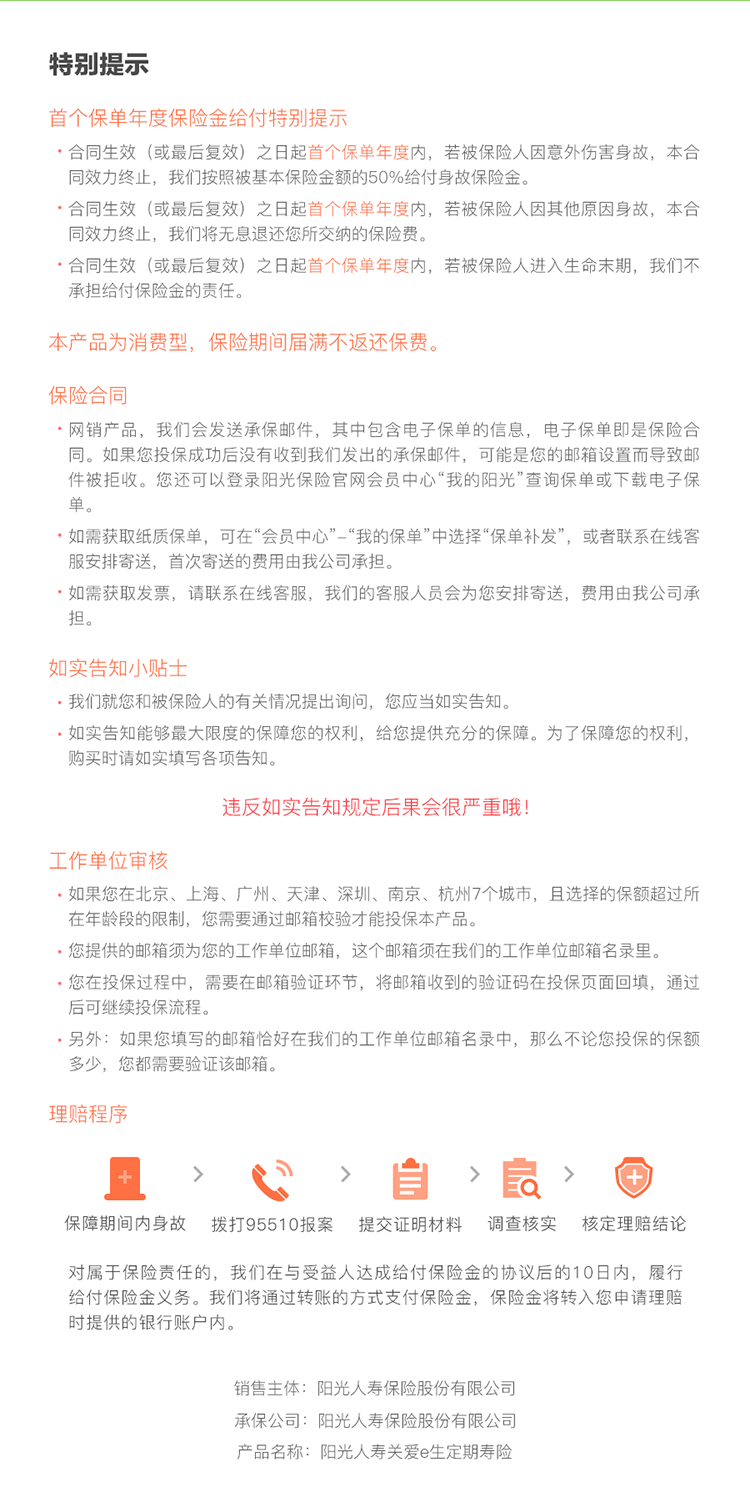 特别提示
首个保单年度保险金给付特别提示
·合同生效（或最后复效）之日起首个保单年度内，若被保险人因意外伤害身故，本合
同效力终止，我们按照被基本保险金额的50%给付身故保险金。
·合同生效（或最后复效）之日起首个保单年度内，若被保险人因其他原因身故，本合
同效力终止，我们将无息退还您所交纳的保险费。
·合同生效（或最后复效）之日起首个保单年度内，若被保险人进入生命末期，我们不
承担给付保险金的责任。
本产品为消费型，保险期间届满不返还保费。
保险合同
·网销产品，我们会发送承保邮件，其中包含电子保单的信息，电子保单即是保险合
同。如果您投保成功后没有收到我们发出的承保邮件，可能是您的邮箱设置而导致邮
件被拒收。您还可以登录阳光保险官网会员中心“我的阳光”查询保单或下载电子保
单。
·如需获取纸质保单，可在“会员中心”–“我的保单”中选择“保单补发”，或者联系在线客
服安排寄送，首次寄送的费用由我公司承担。
·如需获取发票，请联系在线客服，我们的客服人员会为您安排寄送，费用由我公司承
担。
如实告知小贴士
·我们就您和被保险人的有关情况提出询问，您应当如实告知。
·如实告知能够最大限度的保障您的权利，给您提供充分的保障。为了保障您的权利，
购买时请如实填写各项告知。
违反如实告知规定后果会很严重哦！
工作单位审核
·如果您在北京、上海、广州、天津、深圳、南京、杭州7个城市，且选择的保额超过所
在年龄段的限制，您需要通过邮箱校验才能投保本产品。
·您提供的邮箱须为您的工作单位邮箱，这个邮箱须在我们的工作单位邮箱名录里。
·您在投保过程中，需要在邮箱验证环节，将邮箱收到的验证码在投保页面回填，通过
后可继续投保流程。
·另外：如果您填写的邮箱恰好在我们的工作单位邮箱名录中，那么不论您投保的保额
多少，您都需要验证该邮箱。
理赔程序
保障期间内身故 拨打95510报案 提交证明材料 调查核实 核定理赔结论
对属于保险责任的，我们在与受益人达成给付保险金的协议后的10日内，履行
给付保险金义务。我们将通过转账的方式支付保险金，保险金将转入您申请理赔
时提供的银行账户内。
销售主体：阳光人寿保险股份有限公司
承保公司：阳光人寿保险股份有限公司
产品名称：阳光人寿关爱e生定期寿险